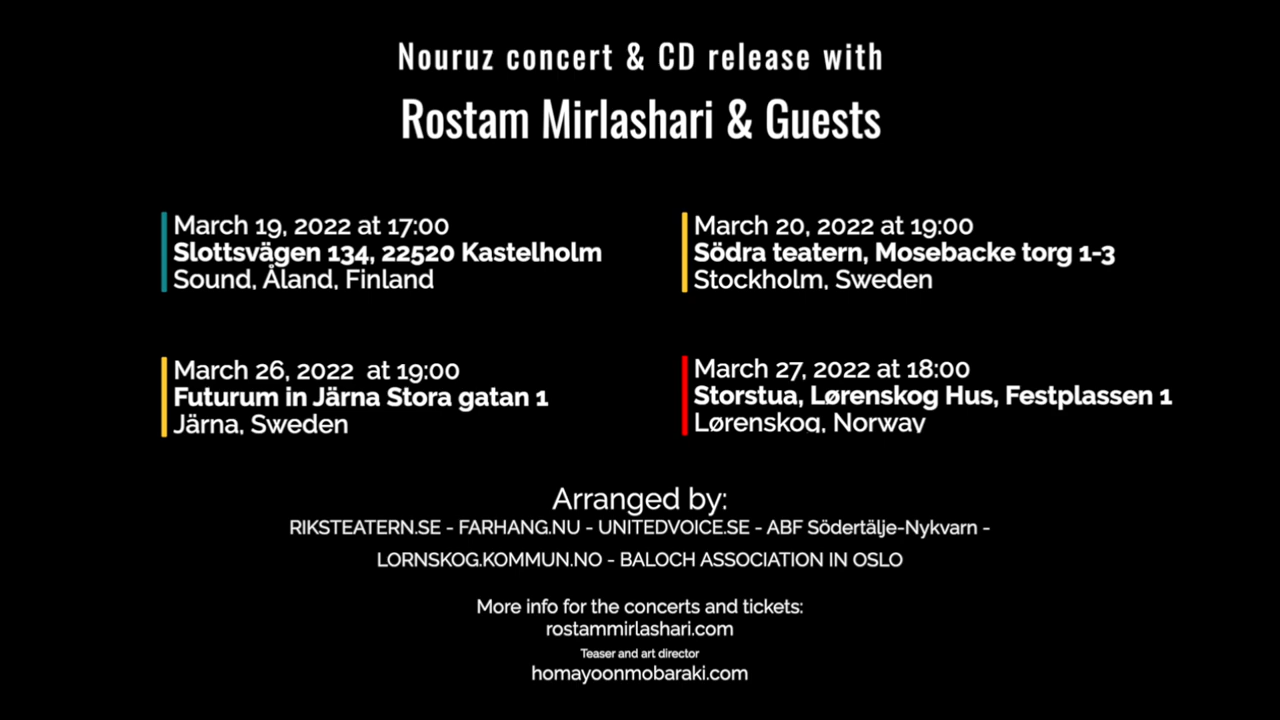 Nouruz concert & CD release with
Rostam Mirlashari & Guests
March 19, 2022 at 17:00
Slottsvägen 134, 22520 Kastelholm
Sound, Åland, Finland
March 20, 2022 at 19:00
Södra teatern, Mosebacke torg 1-3
Stockholm, Sweden
March 26, 2022 at 19:00
Futurum in Järna Stora gatan 1
Järna, Sweden
March 27, 2022 at 18:00
Storstua, Lørenskog Hus, Festplassen 1
Lørenskog, Norway
Arranged by:
RIKSTEATERN.SE - FARHANG.NU - UNITEDVOICE.SE - ABF Södertälje-Nykvarn -
LORNSKOG.KOMMUN.NO - BALOCH ASSOCIATION IN OSLO
More info for the concerts and tickets:
rostammirlashari.com
Teaser and art director
homayoonmobaraki.com